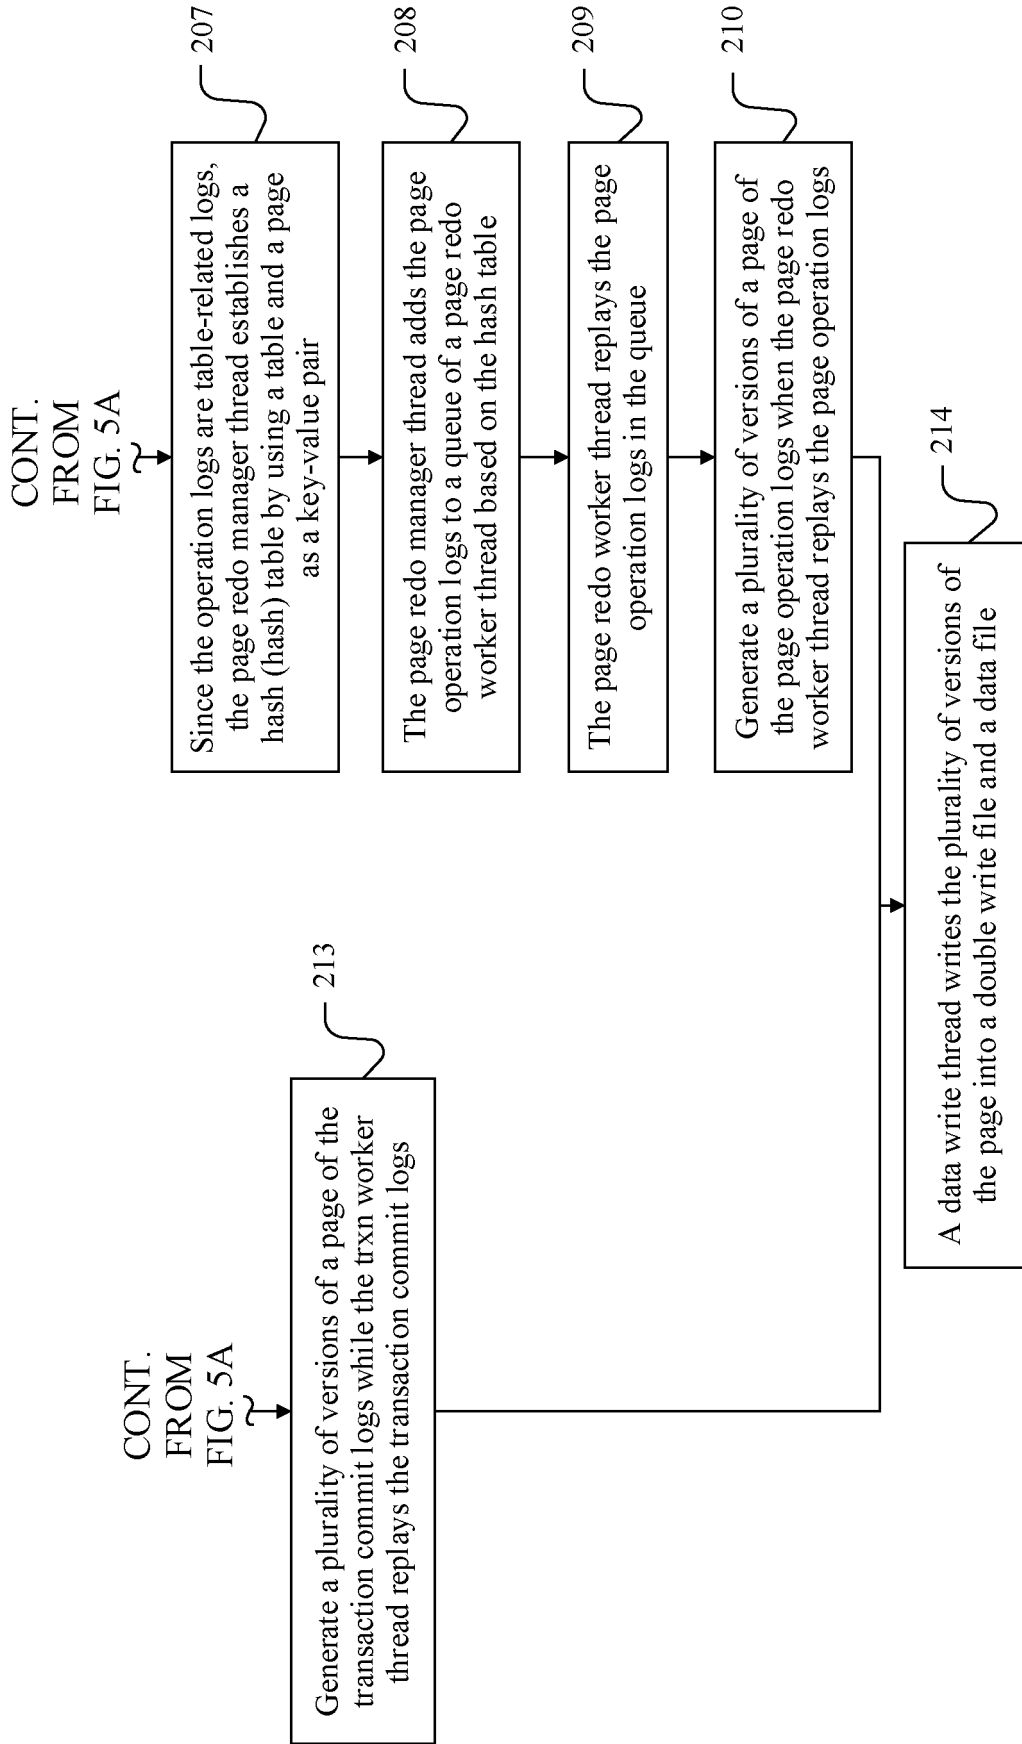 CONT.
FROM
FIG. 5A
CONT.
FROM
FIG. 5A
207
Since the operation logs are table-related logs,
the page redo manager thread establishes a
hash (hash) table by using a table and a page
as a key-value pair
208
The page redo manager thread adds the page
operation logs to a queue of a page redo
worker thread based on the hash table
209
The page redo worker thread replays the page
operation logs in the queue
210
Generate a plurality of versions of a page of
the page operation logs when the page redo
worker thread replays the page operation logs
213
Generate a plurality of versions of a page of the
transaction commit logs while the trxn worker
thread replays the transaction commit logs
214
A data write thread writes the plurality of versions of
the page into a double write file and a data file